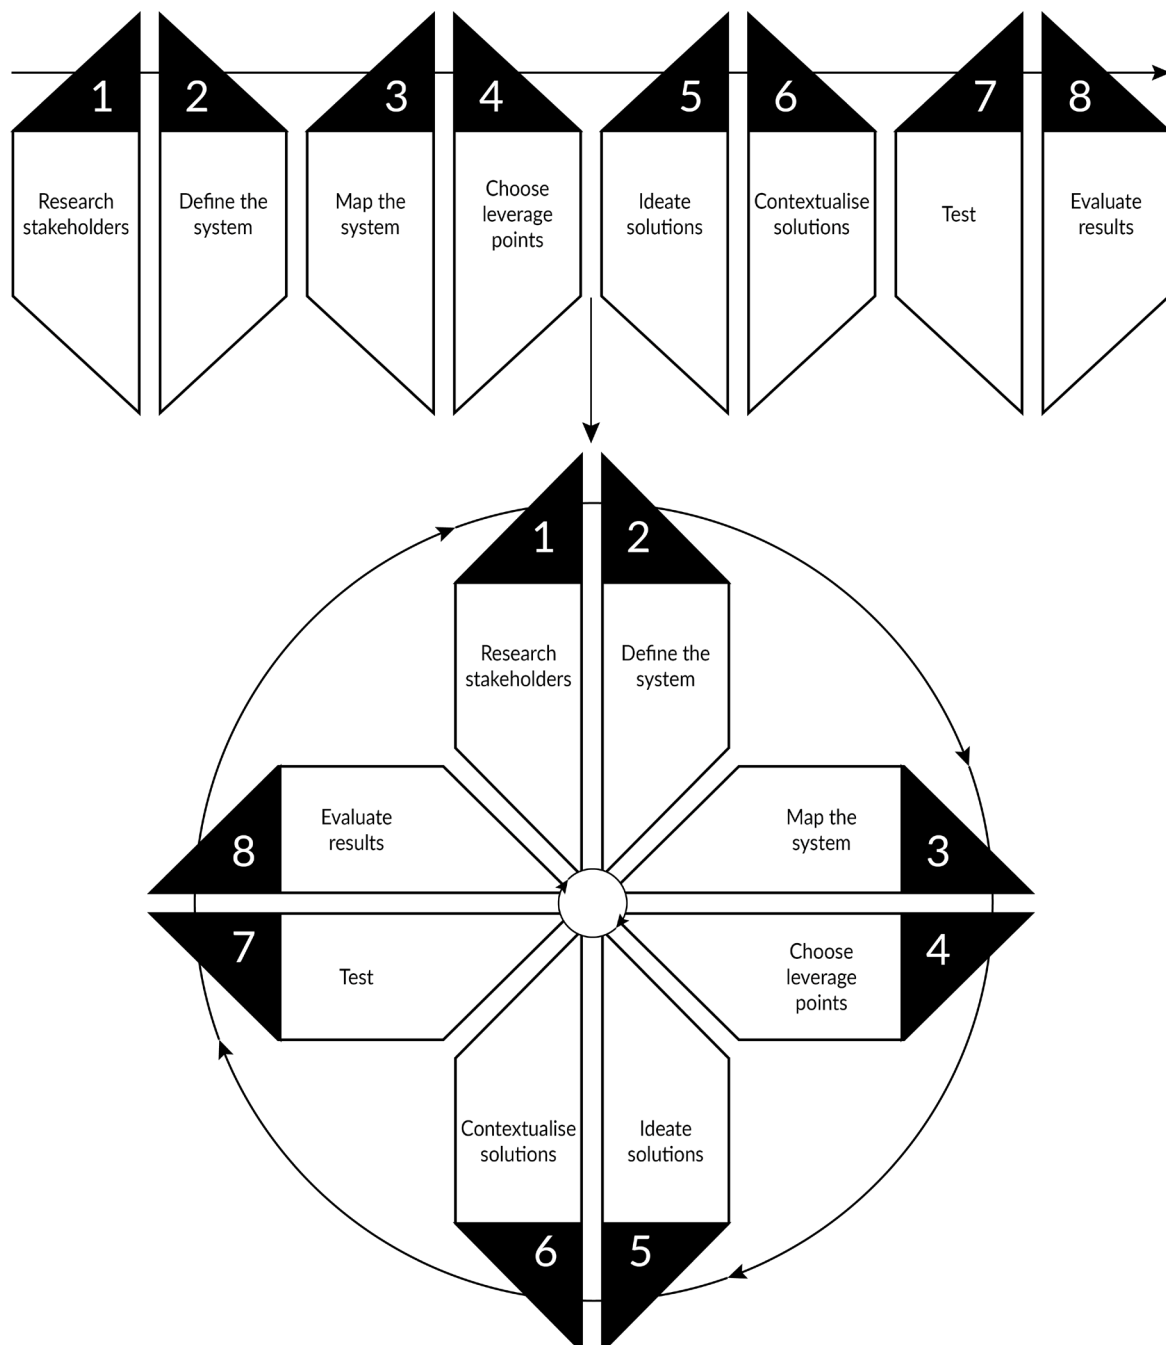 1
2
3
4
5
6
7
8
Research
stakeholders
Define the
system
Map the
system
Choose
leverage
points
Ideate
solutions
Contextualise
solutions
Test
Evaluate
results
1
2
Research
stakeholders
Define the
system
8
Evaluate
results
Map the
system
3
7
Test
Choose
leverage
points
4
Contextualise
solutions
Ideate
solutions
6
5